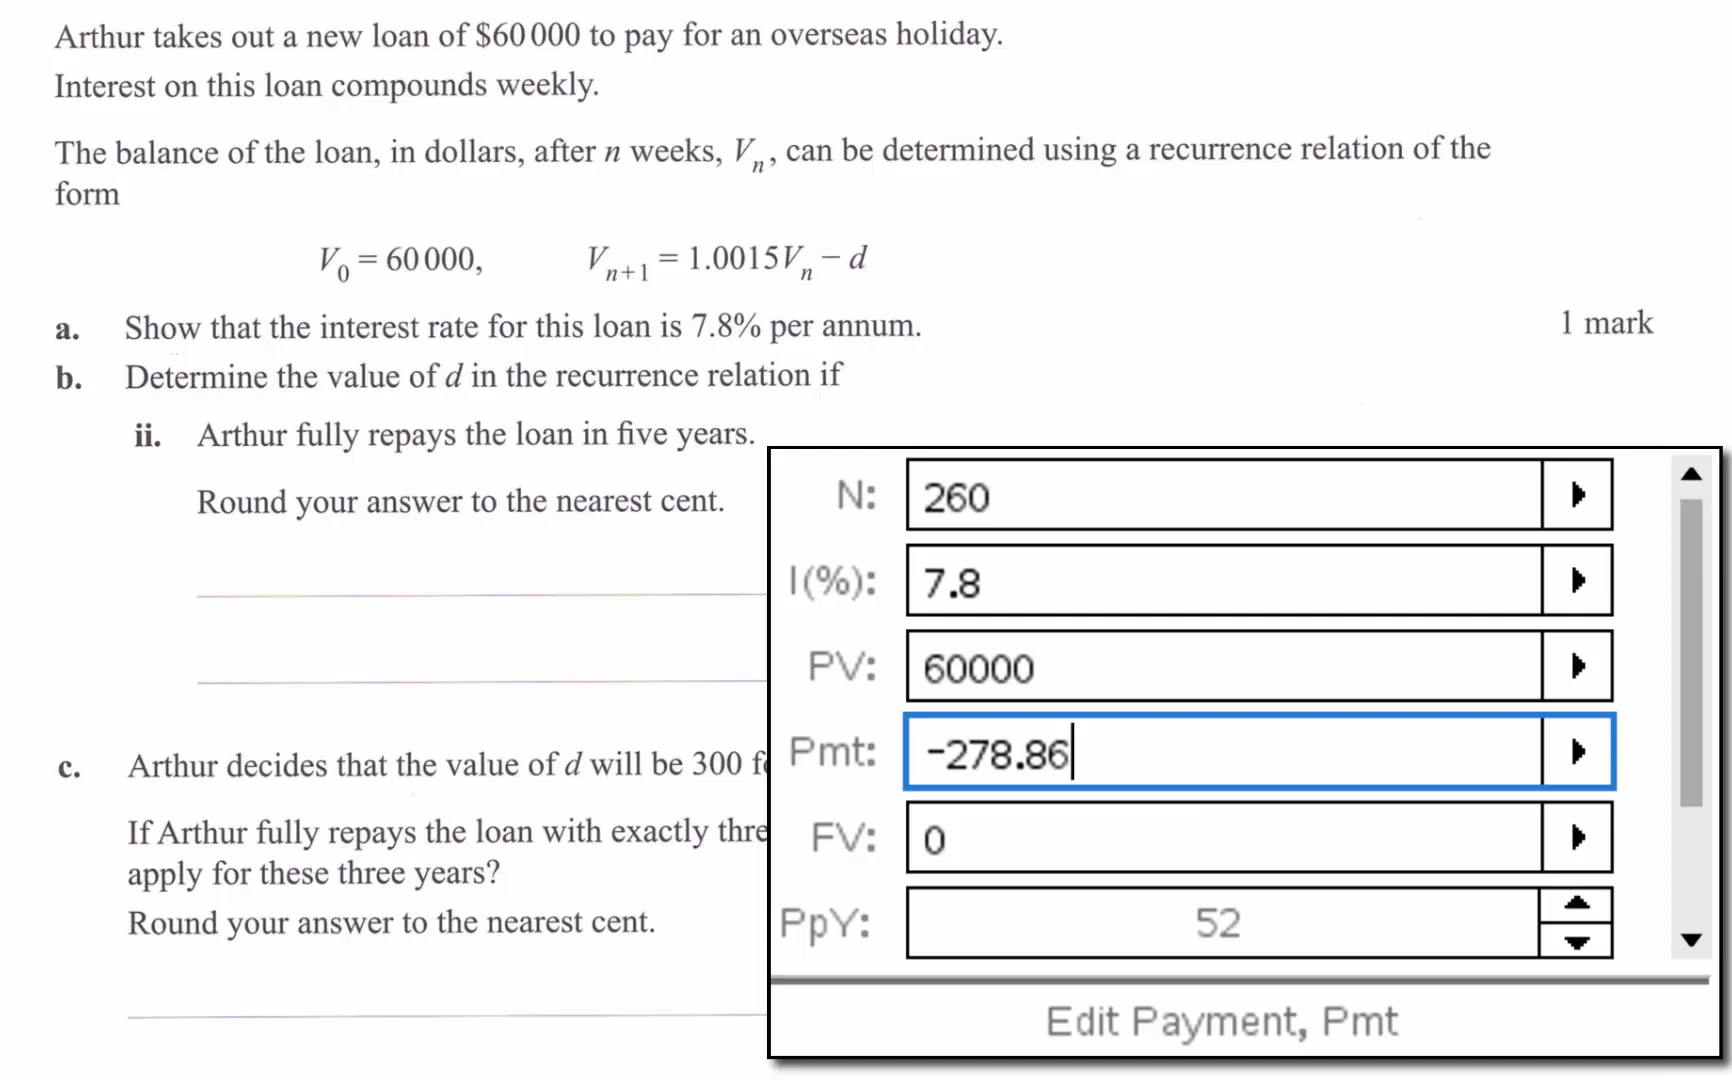 Arthur takes out a new loan of $60 000 to pay for an overseas holiday.
Interest on this loan compounds weekly.
The balance of the loan, in dollars, after n weeks, Vₙ, can be determined using a recurrence relation of the
form
V₀ = 60 000, Vₙ₊₁ = 1.0015Vₙ − d
a. Show that the interest rate for this loan is 7.8% per annum. 1 mark
b. Determine the value of d in the recurrence relation if
ii. Arthur fully repays the loan in five years.
Round your answer to the nearest cent.
c. Arthur decides that the value of d will be 300
If Arthur fully repays the loan with exactly
apply for these three years?
Round your answer to the nearest cent.
N: 260
I(%): 7.8
PV: 60000
Pmt: -278.86
FV: 0
PpY: 52
Edit Payment, Pmt